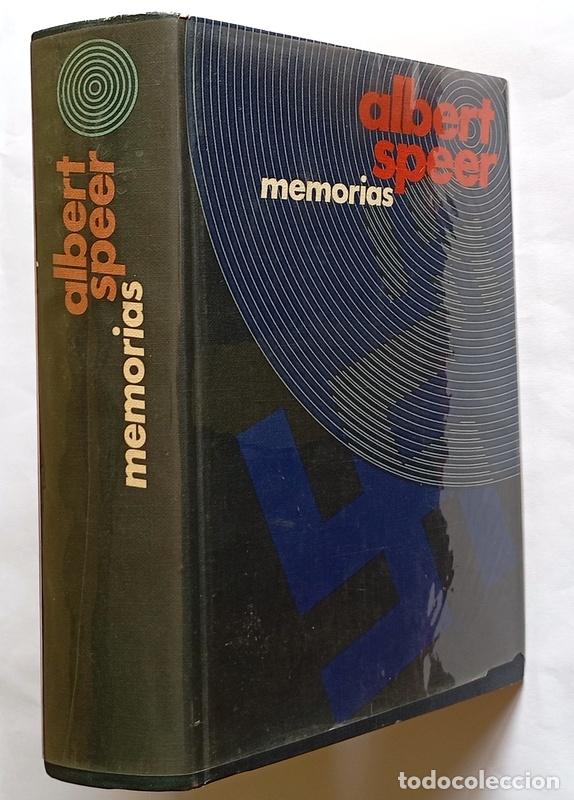 albert
speer
memorias
albert
speer
memorias
todocoleccion